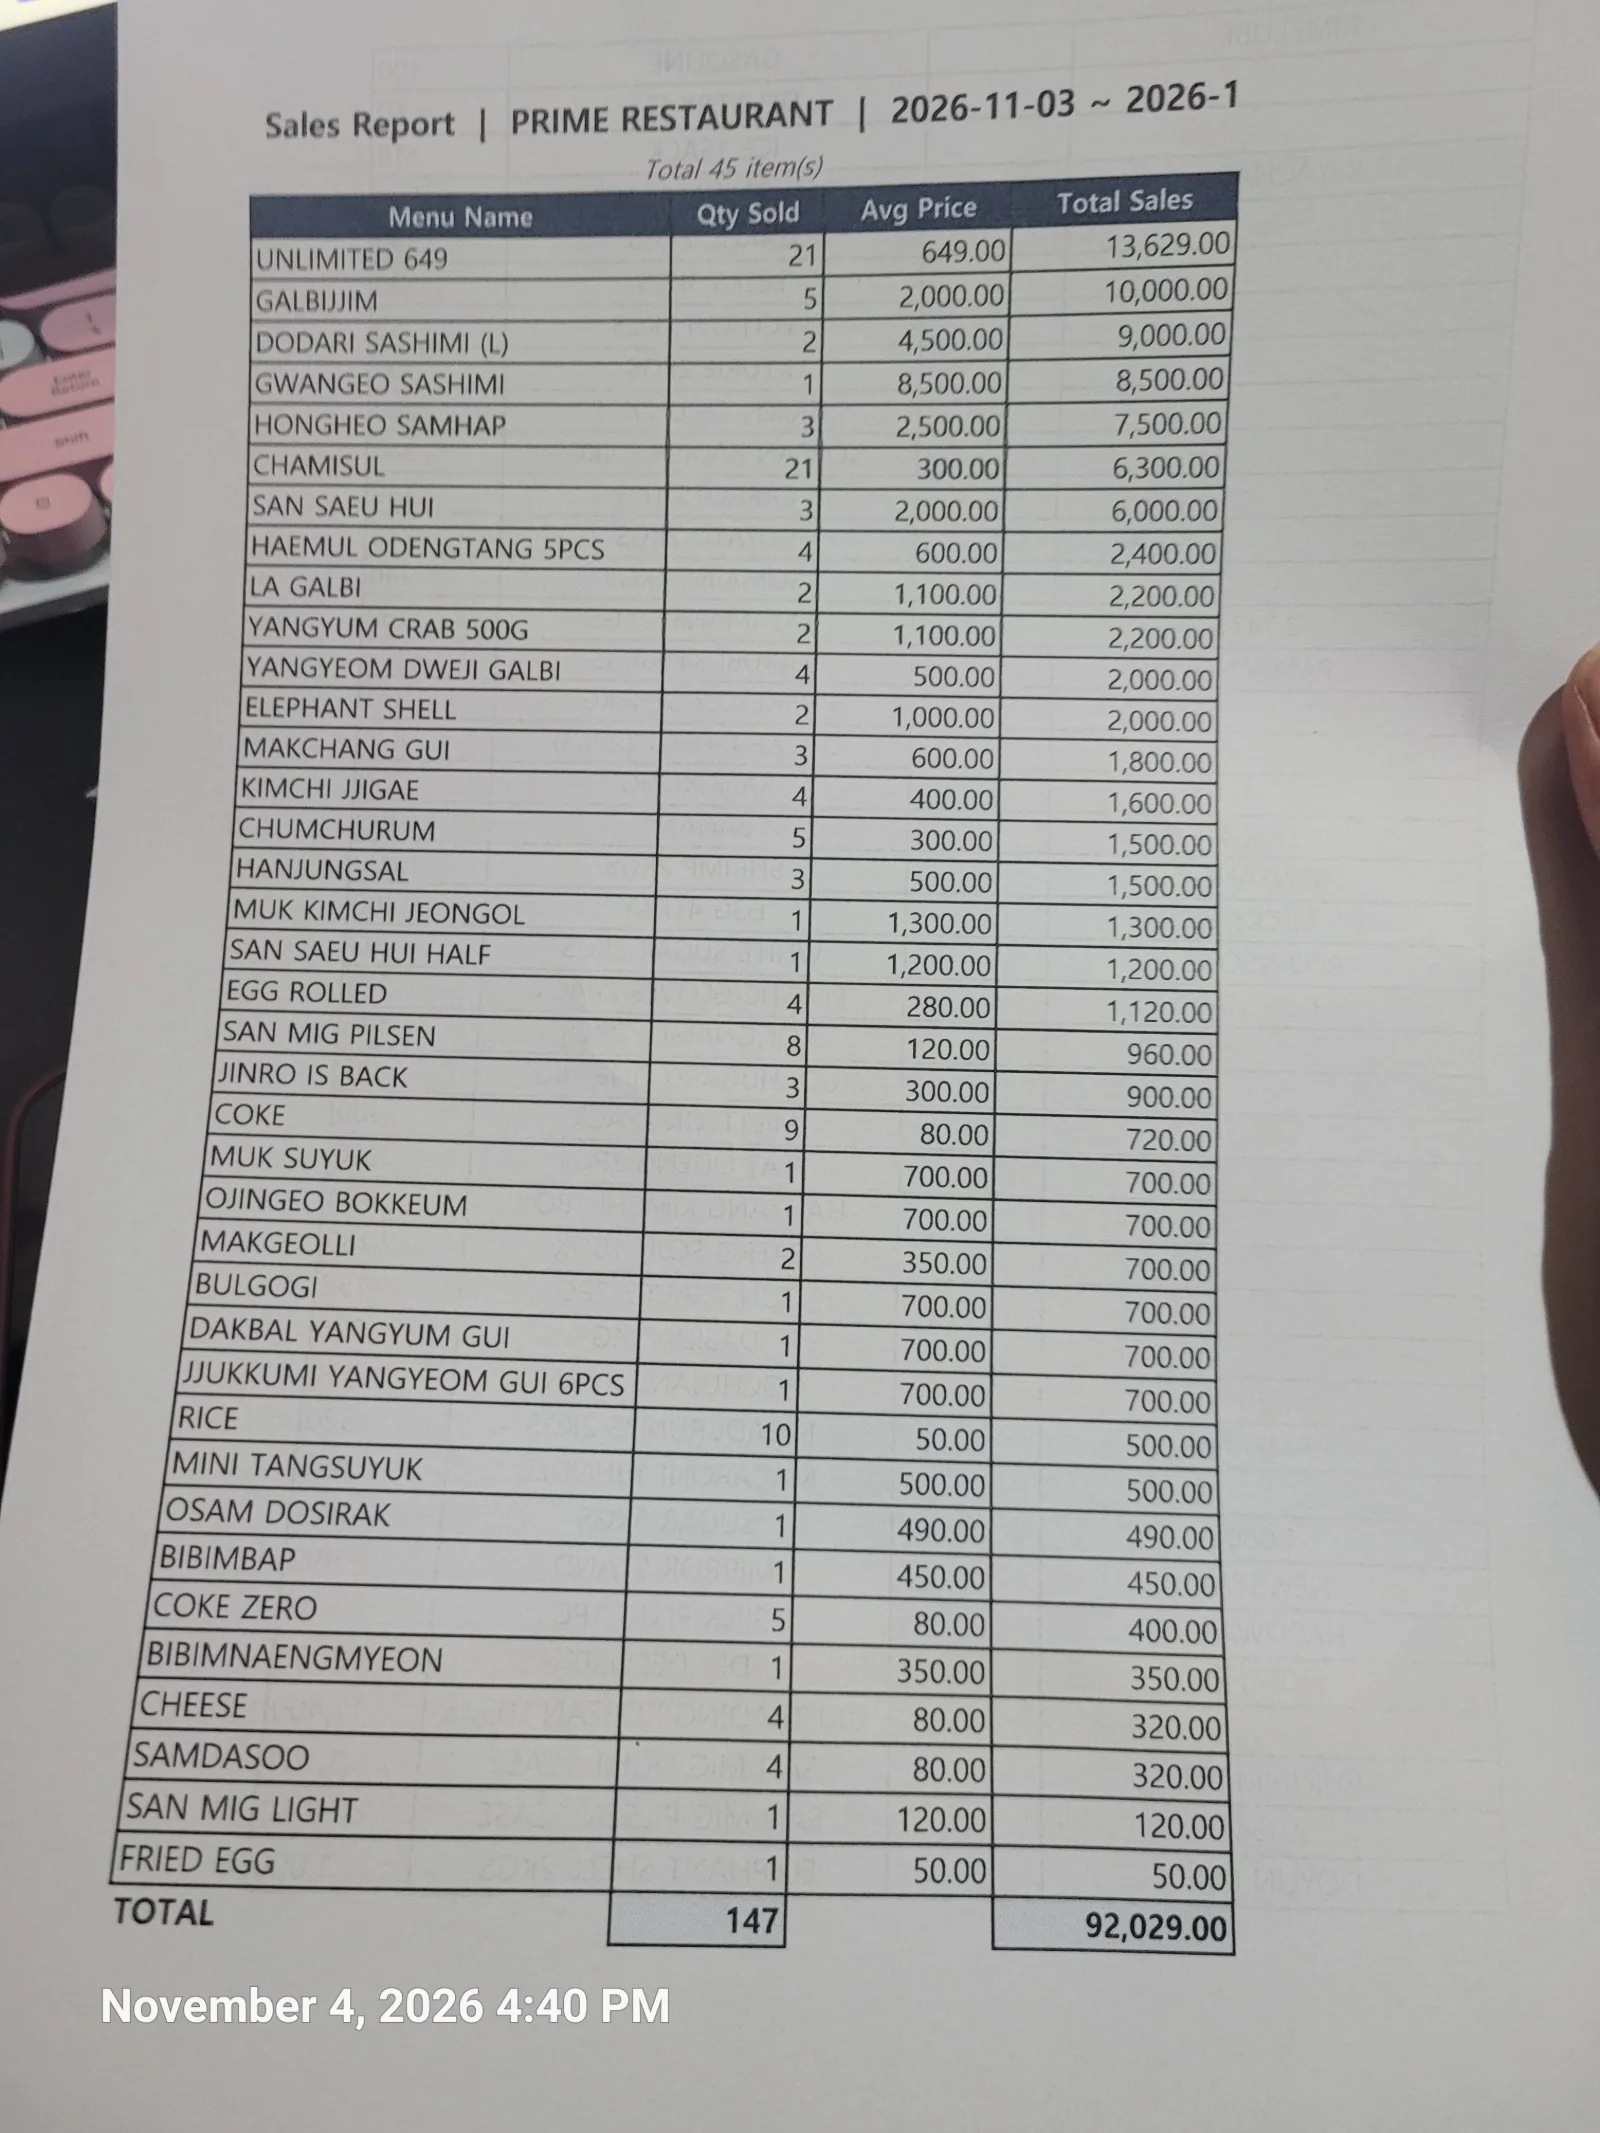 Sales Report | PRIME RESTAURANT | 2026-11-03 ~ 2026-1
Total 45 item(s)
Menu Name Qty Sold Avg Price Total Sales
UNLIMITED 649 21 649.00 13,629.00
GALBIJJIM 5 2,000.00 10,000.00
DODARI SASHIMI (L) 2 4,500.00 9,000.00
GWANGEO SASHIMI 1 8,500.00 8,500.00
HONGHEO SAMHAP 3 2,500.00 7,500.00
CHAMISUL 21 300.00 6,300.00
SAN SAEU HUI 3 2,000.00 6,000.00
HAEMUL ODENGTANG 5PCS 4 600.00 2,400.00
LA GALBI 2 1,100.00 2,200.00
YANGYUM CRAB 500G 2 1,100.00 2,200.00
YANGYEOM DWEJI GALBI 4 500.00 2,000.00
ELEPHANT SHELL 2 1,000.00 2,000.00
MAKCHANG GUI 3 600.00 1,800.00
KIMCHI JJIGAE 4 400.00 1,600.00
CHUMCHURUM 5 300.00 1,500.00
HANJUNGSAL 3 500.00 1,500.00
MUK KIMCHI JEONGOL 1 1,300.00 1,300.00
SAN SAEU HUI HALF 1 1,200.00 1,200.00
EGG ROLLED 4 280.00 1,120.00
SAN MIG PILSEN 8 120.00 960.00
JINRO IS BACK 3 300.00 900.00
COKE 9 80.00 720.00
MUK SUYUK 1 700.00 700.00
OJINGEO BOKKEUM 1 700.00 700.00
MAKGEOLLI 2 350.00 700.00
BULGOGI 1 700.00 700.00
DAKBAL YANGYUM GUI 1 700.00 700.00
JJUKKUMI YANGYEOM GUI 6PCS 1 700.00 700.00
RICE 10 50.00 500.00
MINI TANGSUYUK 1 500.00 500.00
OSAM DOSIRAK 1 490.00 490.00
BIBIMBAP 1 450.00 450.00
COKE ZERO 5 80.00 400.00
BIBIMNAENGMYEON 1 350.00 350.00
CHEESE 4 80.00 320.00
SAMDASOO 4 80.00 320.00
SAN MIG LIGHT 1 120.00 120.00
FRIED EGG 1 50.00 50.00
TOTAL 147 92,029.00
November 4, 2026 4:40 PM